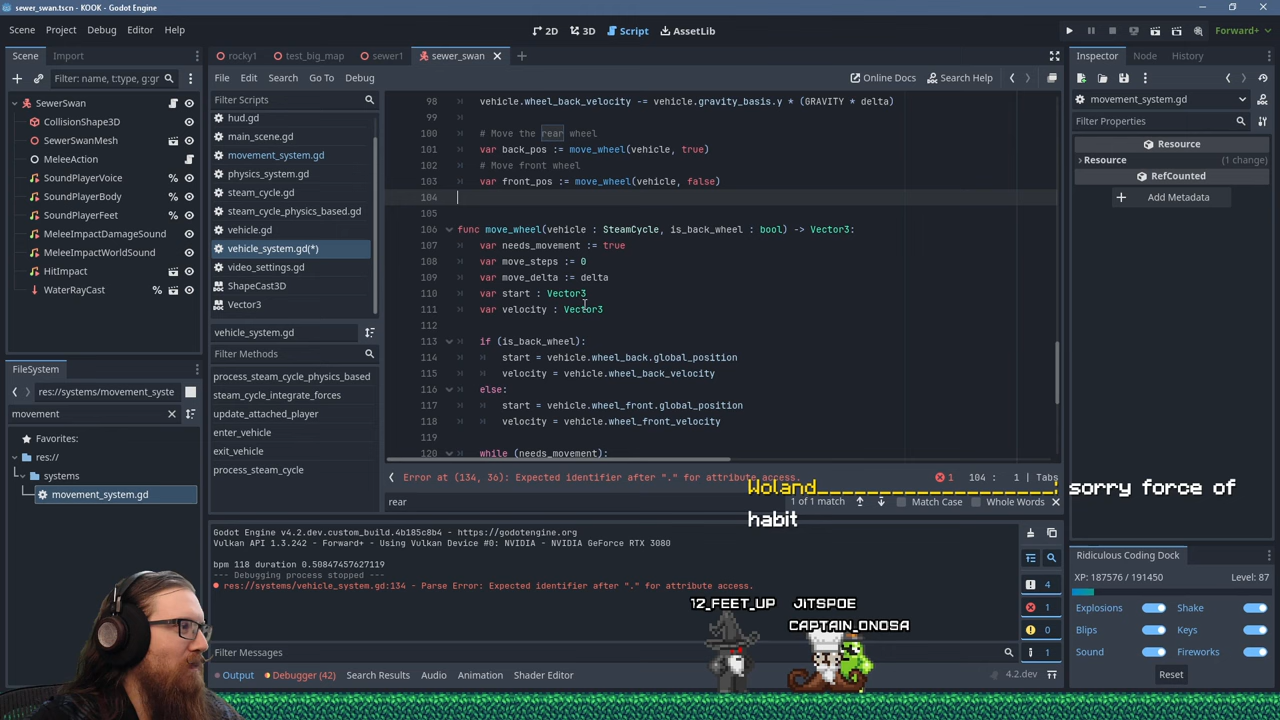 sewer_swan.tscn - KOOK - Godot Engine
Scene Project Debug Editor Help
2D 3D Script AssetLib
Forward+
Scene Import
Filter: name, t:type, g:gr
SewerSwan
CollisionShape3D
SewerSwanMesh
MeleeAction
SoundPlayerVoice
SoundPlayerBody
SoundPlayerFeet
MeleeImpactDamageSound
MeleeImpactWorldSound
HitImpact
WaterRayCast
FileSystem
res://systems/movement_syste
movement
Favorites:
res://
systems
movement_system.gd
rocky1 test_big_map sewer1 sewer_swan
File Edit Search Go To Debug
Online Docs Search Help
Filter Scripts
hud.gd
main_scene.gd
movement_system.gd
physics_system.gd
steam_cycle.gd
steam_cycle_physics_based.gd
vehicle.gd
vehicle_system.gd(*)
video_settings.gd
ShapeCast3D
Vector3
vehicle_system.gd
Filter Methods
process_steam_cycle_physics_based
steam_cycle_integrate_forces
update_attached_player
enter_vehicle
exit_vehicle
process_steam_cycle
98 vehicle.wheel_back_velocity -= vehicle.gravity_basis.y * (GRAVITY * delta)
99
100 # Move the rear wheel
101 var back_pos := move_wheel(vehicle, true)
102 # Move front wheel
103 var front_pos := move_wheel(vehicle, false)
104
105
106 func move_wheel(vehicle : SteamCycle, is_back_wheel : bool) -> Vector3:
107 var needs_movement := true
108 var move_steps := 0
109 var move_delta := delta
110 var start : Vector3
111 var velocity : Vector3
112
113 if (is_back_wheel):
114 start = vehicle.wheel_back.global_position
115 velocity = vehicle.wheel_back_velocity
116 else:
117 start = vehicle.wheel_front.global_position
118 velocity = vehicle.wheel_front_velocity
119
120 while (needs_movement):
Error at (134, 36): Expected identifier after "." for attribute access.
1 104 : 1 | Tabs
rear
1 of 1 match Match Case Whole Words
Woland____________________: sorry force of
habit
Godot Engine v4.2.dev.custom_build.4b185c8b4 - https://godotengine.org
Vulkan API 1.3.242 - Forward+ - Using Vulkan Device #0: NVIDIA - NVIDIA GeForce RTX 3080
bpm 118 duration 0.50847457627119
--- Debugging process stopped ---
res://systems/vehicle_system.gd:134 - Parse Error: Expected identifier after "." for attribute access.
4
1
0
1
Filter Messages
Output Debugger (42) Search Results Audio Animation Shader Editor
4.2.dev
12_FEET_UP
JITSPOE
CAPTAIN_ONOSA
Inspector Node History
movement_system.gd
Filter Properties
Resource
Resource (1 change)
RefCounted
Add Metadata
Ridiculous Coding Dock
XP: 187576 / 191450 Level: 87
Explosions Shake
Blips Keys
Sound Fireworks
Reset